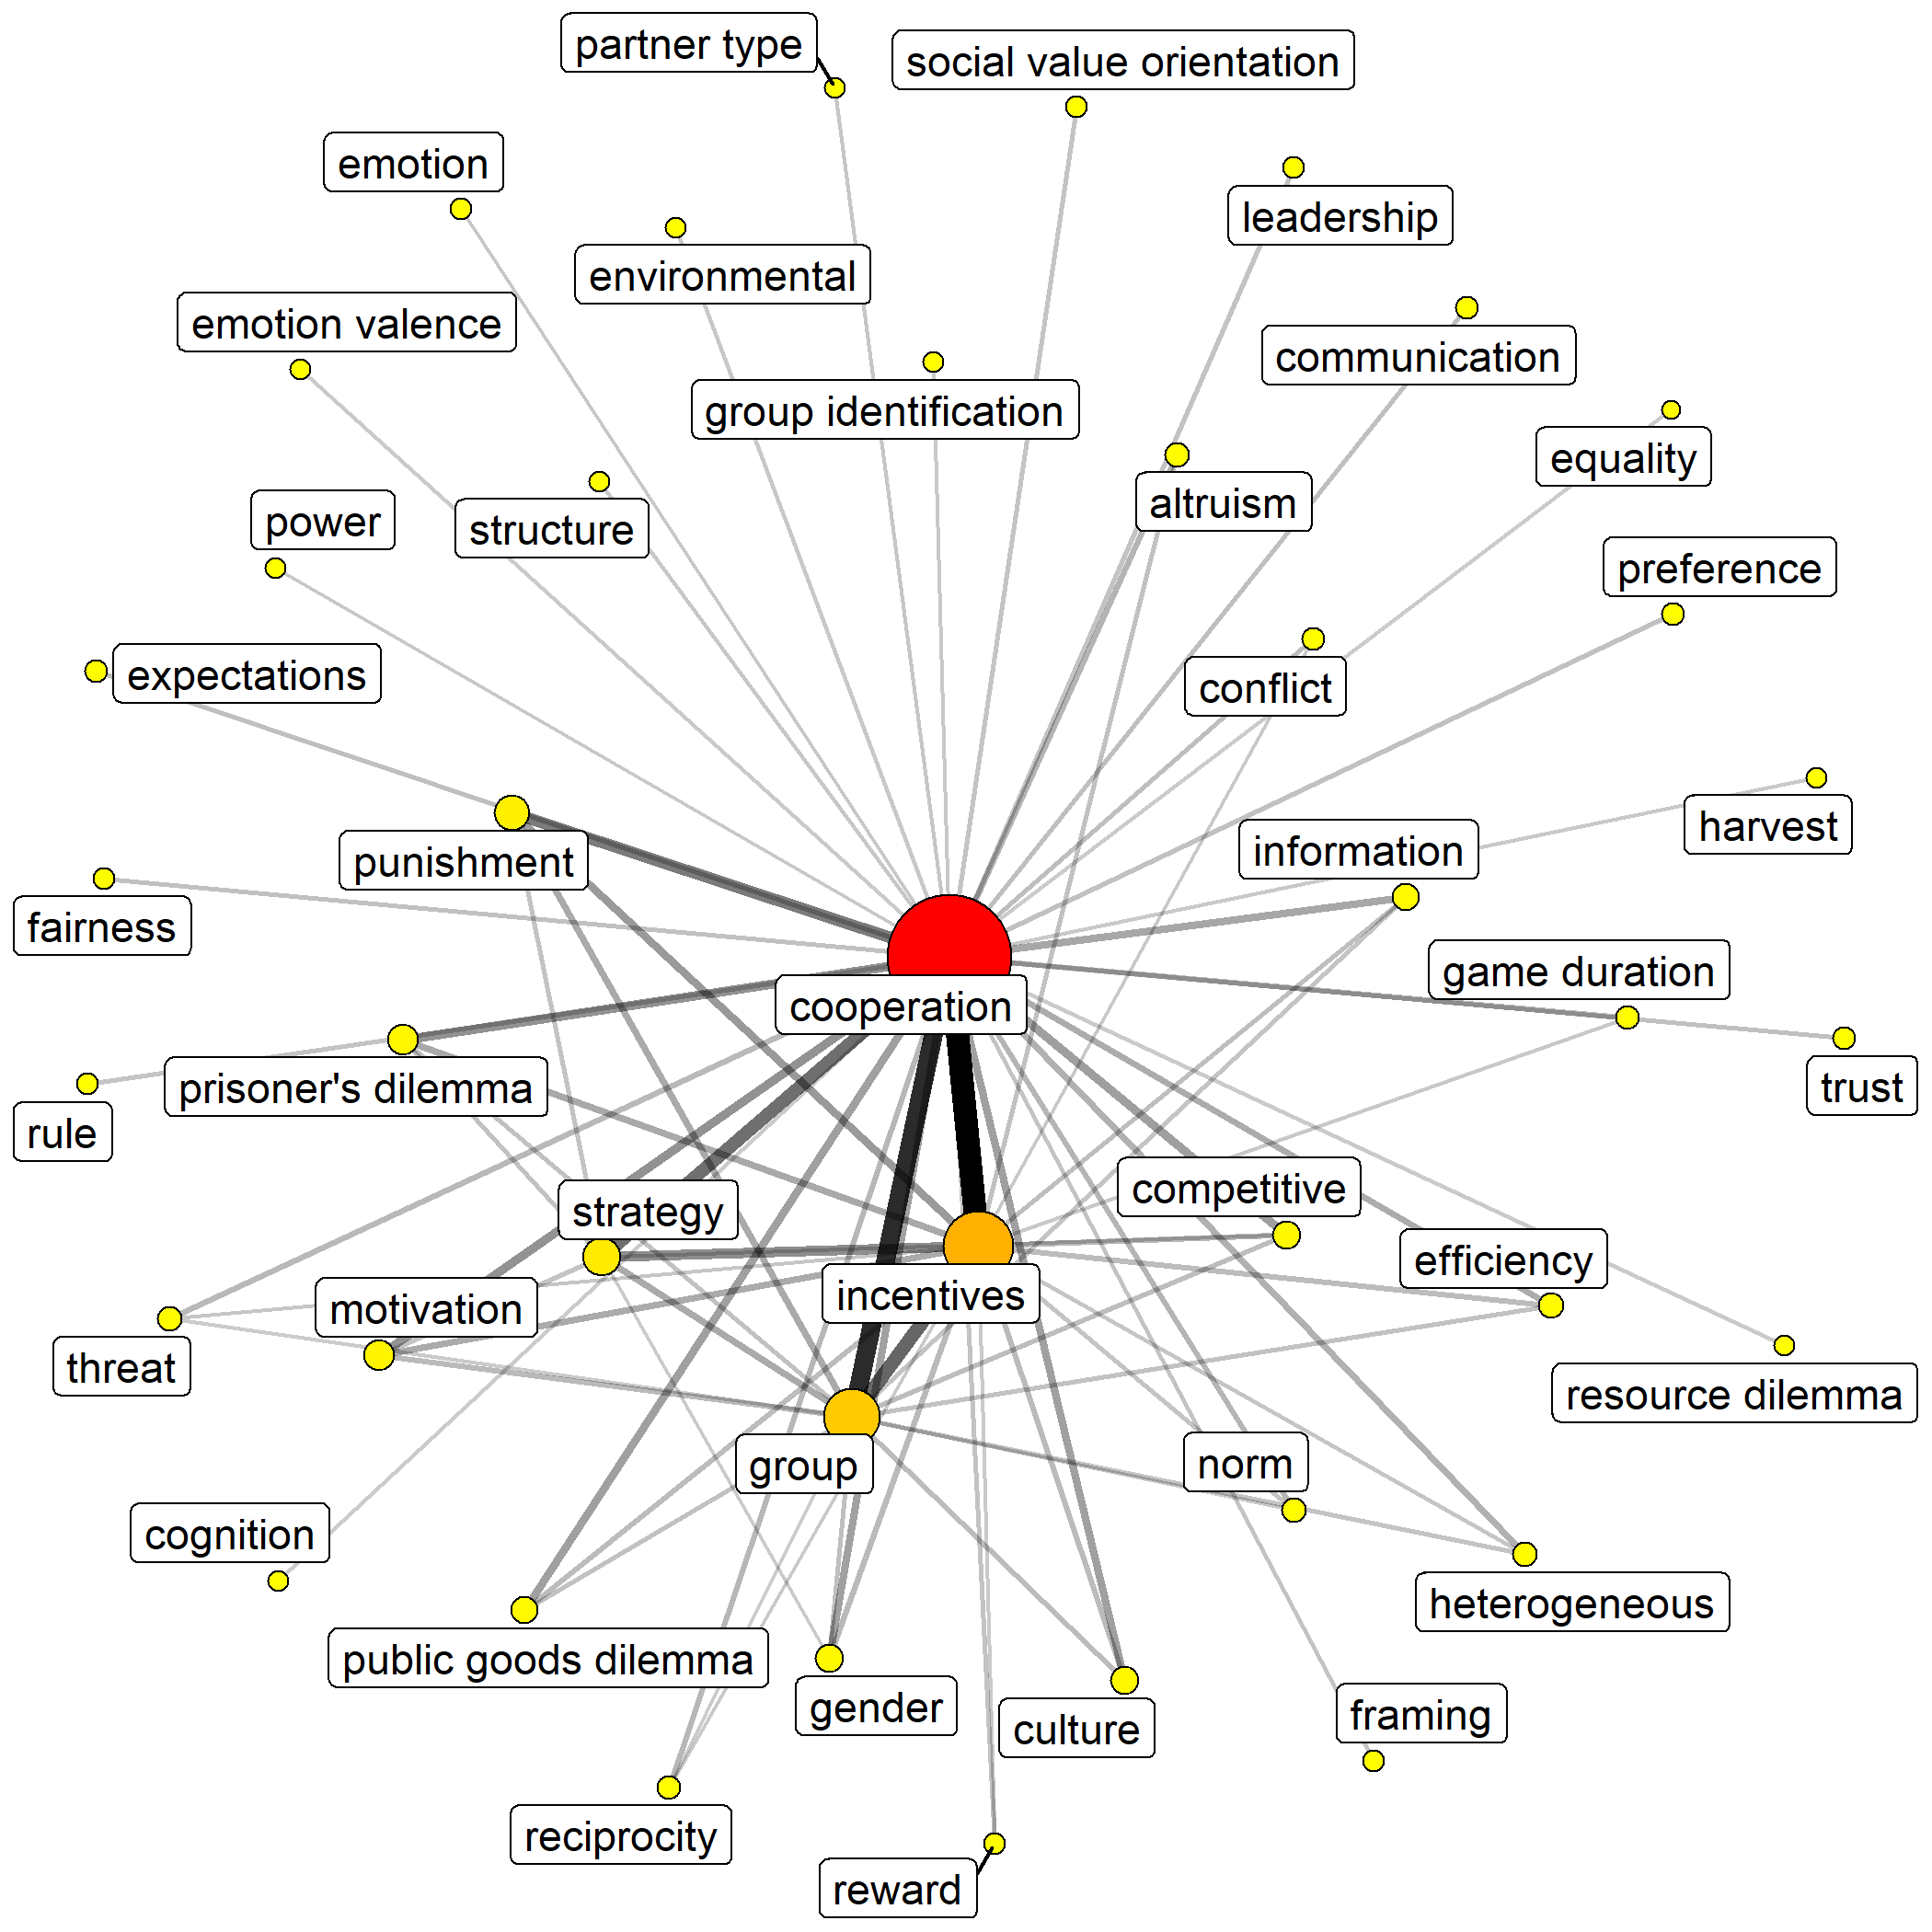 partner type
social value orientation
emotion
leadership
environmental
emotion valence
communication
group identification
equality
altruism
power
structure
preference
expectations
conflict
harvest
information
punishment
fairness
game duration
cooperation
prisoner's dilemma
trust
rule
competitive
strategy
efficiency
incentives
motivation
threat
resource dilemma
norm
group
cognition
heterogeneous
public goods dilemma
gender
framing
culture
reciprocity
reward